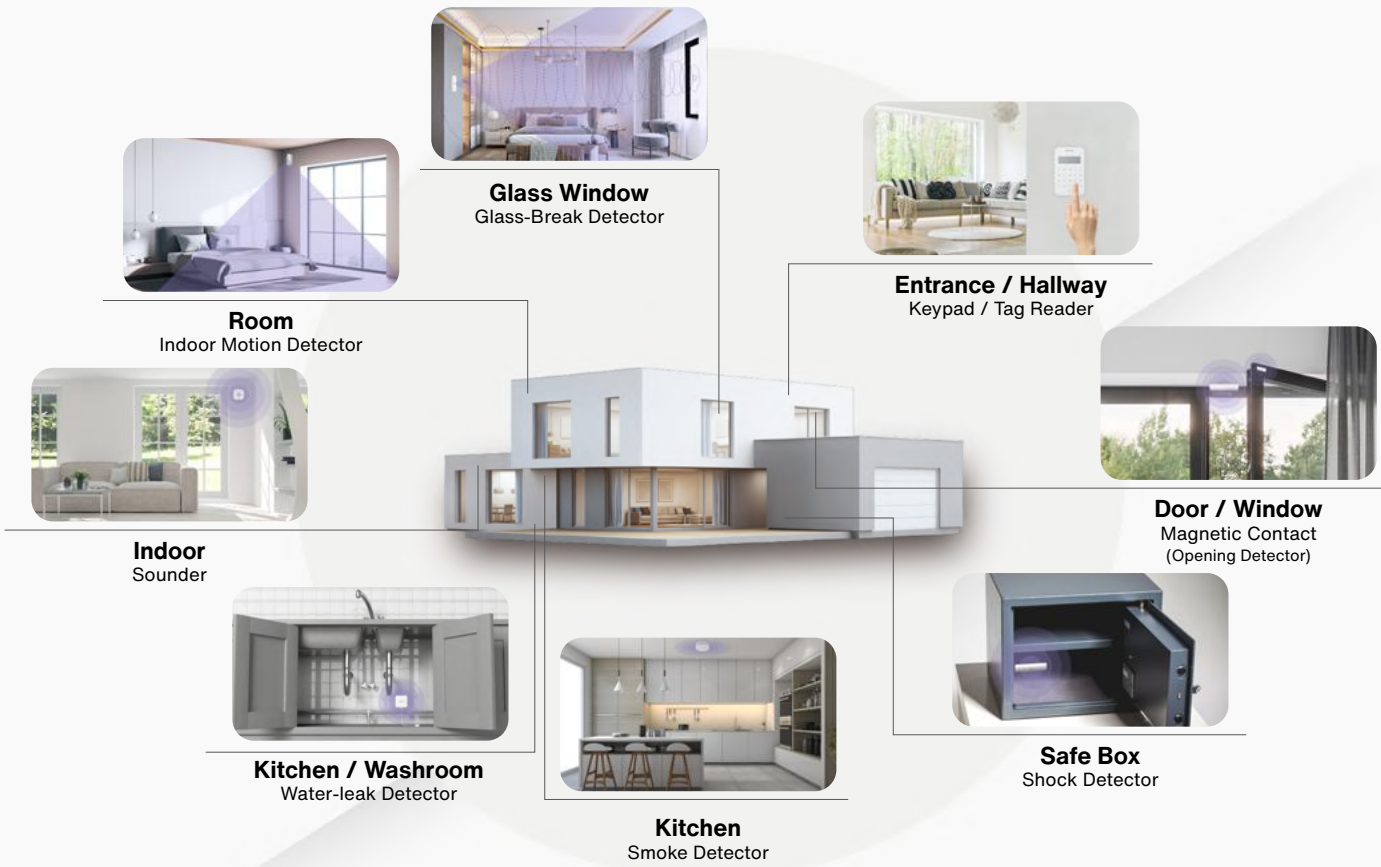 Glass Window
Glass-Break Detector
Entrance / Hallway
Keypad / Tag Reader
Room
Indoor Motion Detector
Door / Window
Magnetic Contact
(Opening Detector)
Indoor
Sounder
Kitchen / Washroom
Water-leak Detector
Safe Box
Shock Detector
Kitchen
Smoke Detector